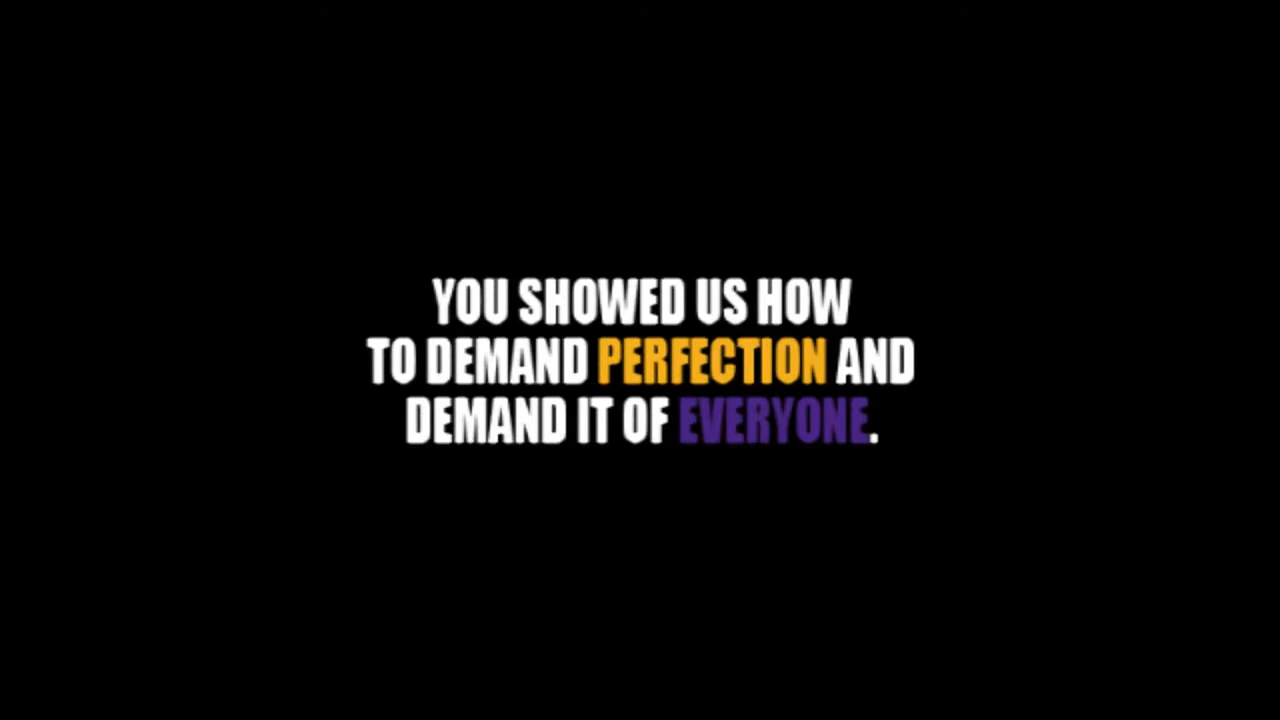 YOU SHOWED US HOW
TO DEMAND PERFECTION AND
DEMAND IT OF EVERYONE.